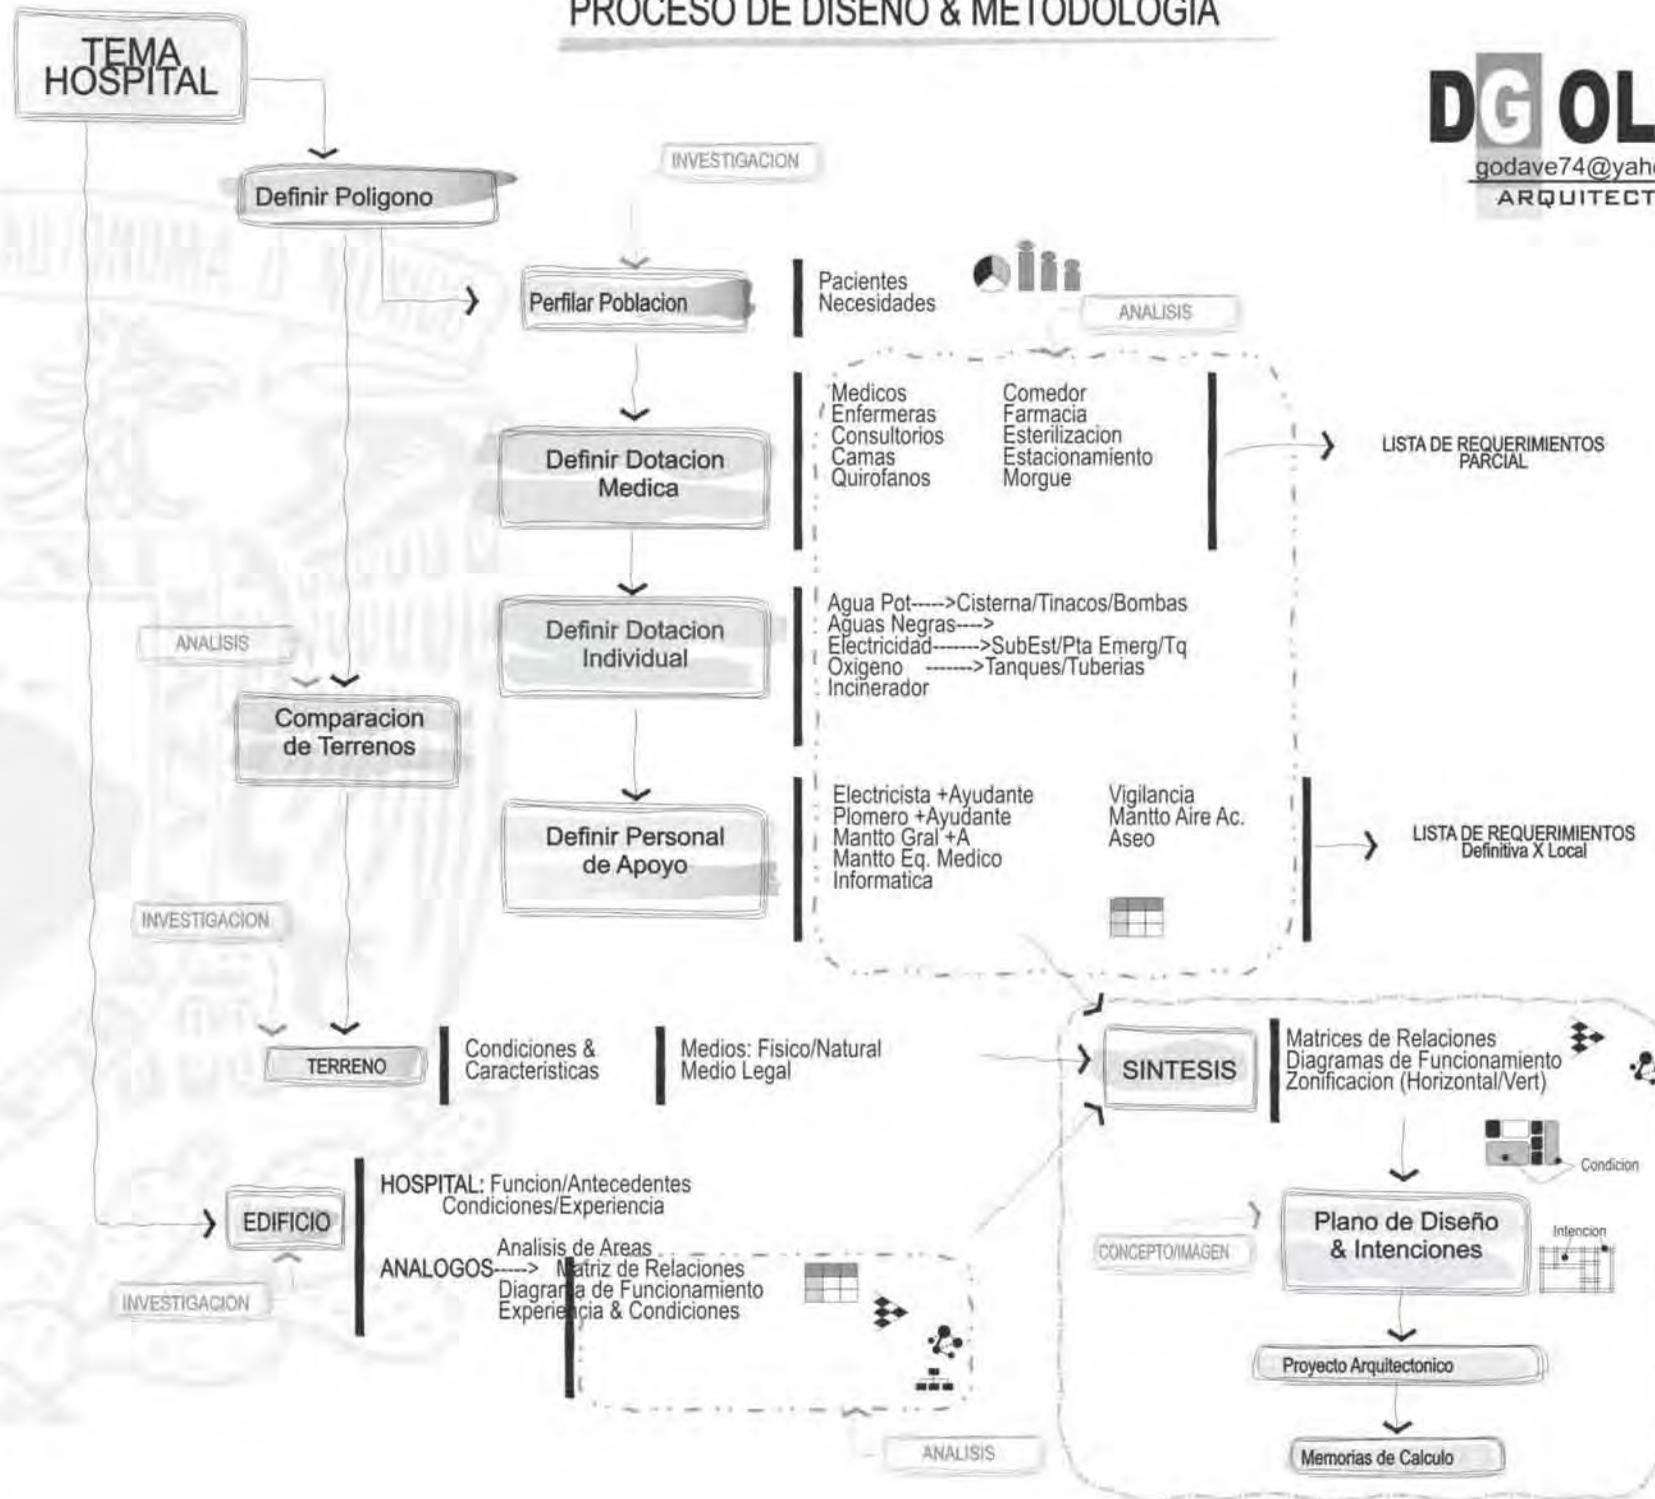 PROCESO DE DISEÑO & METODOLOGIA
TEMA
HOSPITAL
DG OL
godave74@yah
ARQUITECT
INVESTIGACION
Definir Poligono
Perfilar Poblacion
Pacientes
Necesidades
ANALISIS
Definir Dotacion
Medica
Medicos
Enfermeras
Consultorios
Camas
Quirofanos
Comedor
Farmacia
Esterilizacion
Estacionamiento
Morgue
LISTA DE REQUERIMIENTOS
PARCIAL
Definir Dotacion
Individual
Agua Pot----->Cisterna/Tinacos/Bombas
Aguas Negras---->
Electricidad------->SubEst/Pta Emerg/Tq
Oxigeno ------->Tanques/Tuberias
Incinerador
ANALISIS
Comparacion
de Terrenos
Definir Personal
de Apoyo
Electricista +Ayudante
Plomero +Ayudante
Mantto Gral +A
Mantto Eq. Medico
Informatica
Vigilancia
Mantto Aire Ac.
Aseo
LISTA DE REQUERIMIENTOS
Definitiva X Local
INVESTIGACION
TERRENO
Condiciones &
Caracteristicas
Medios: Fisico/Natural
Medio Legal
SINTESIS
Matrices de Relaciones
Diagramas de Funcionamiento
Zonificacion (Horizontal/Vert)
Condicion
EDIFICIO
HOSPITAL: Funcion/Antecedentes
Condiciones/Experiencia
Analisis de Areas
ANALOGOS-----> Matriz de Relaciones
Diagrama de Funcionamiento
Experiencia & Condiciones
INVESTIGACION
CONCEPTO/IMAGEN
Plano de Diseño
& Intenciones
Intencion
Proyecto Arquitectonico
ANALISIS
Memorias de Calculo